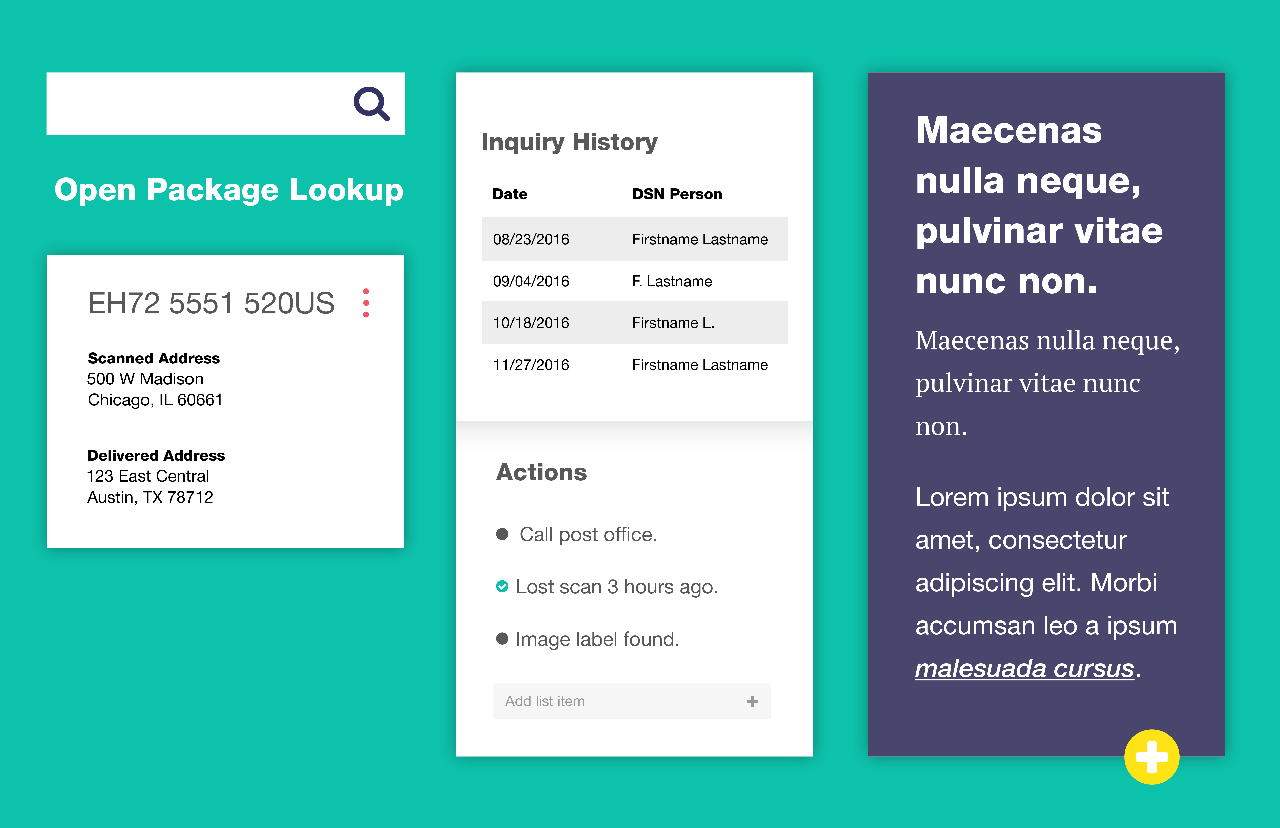 Open Package Lookup
EH72 5551 520US
Scanned Address
500 W Madison
Chicago, IL 60661
Delivered Address
123 East Central
Austin, TX 78712
Inquiry History
Date DSN Person
08/23/2016 Firstname Lastname
09/04/2016 F. Lastname
10/18/2016 Firstname L.
11/27/2016 Firstname Lastname
Actions
Call post office.
Lost scan 3 hours ago.
Image label found.
Add list item
Maecenas
nulla neque,
pulvinar vitae
nunc non.
Maecenas nulla neque,
pulvinar vitae nunc
non.
Lorem ipsum dolor sit
amet, consectetur
adipiscing elit. Morbi
accumsan leo a ipsum
malesuada cursus.